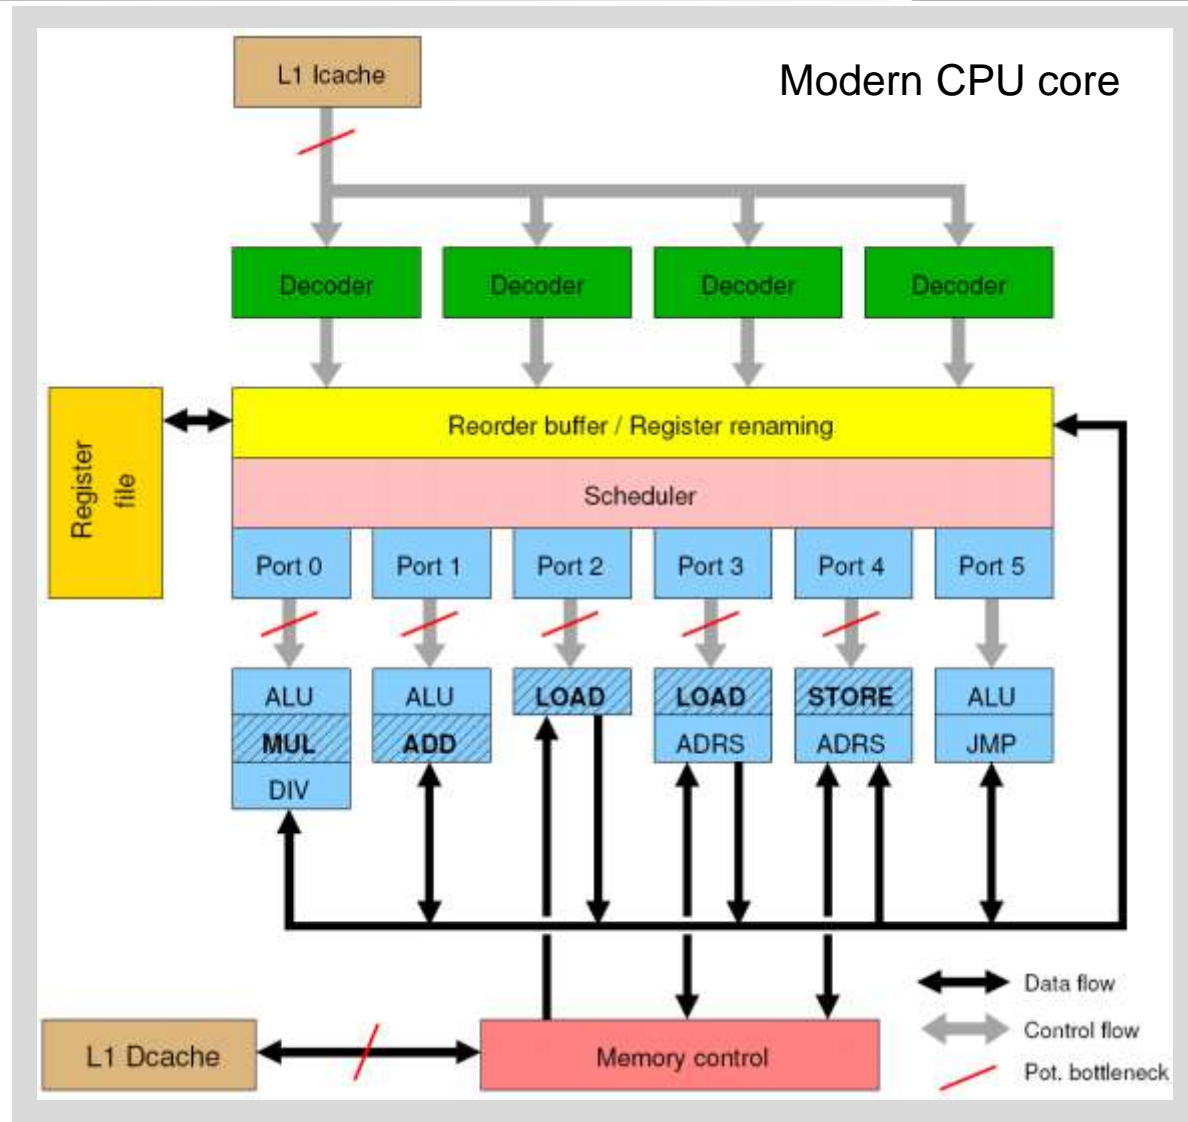 Modern CPU core
L1 Icache
Decoder
Decoder
Decoder
Decoder
Register
file
Reorder buffer / Register renaming
Scheduler
Port 0
Port 1
Port 2
Port 3
Port 4
Port 5
ALU
MUL
DIV
ALU
ADD
LOAD
LOAD
ADRS
STORE
ADRS
ALU
JMP
L1 Dcache
Memory control
Data flow
Control flow
Pot. bottleneck